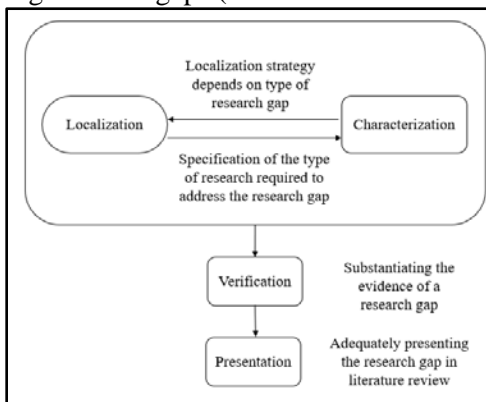 Localization strategy
depends on type of
research gap
Localization
Characterization
Specification of the type
of research required to
address the research gap
Verification
Substantiating the
evidence of a
research gap
Presentation
Adequately presenting
the research gap in
literature review